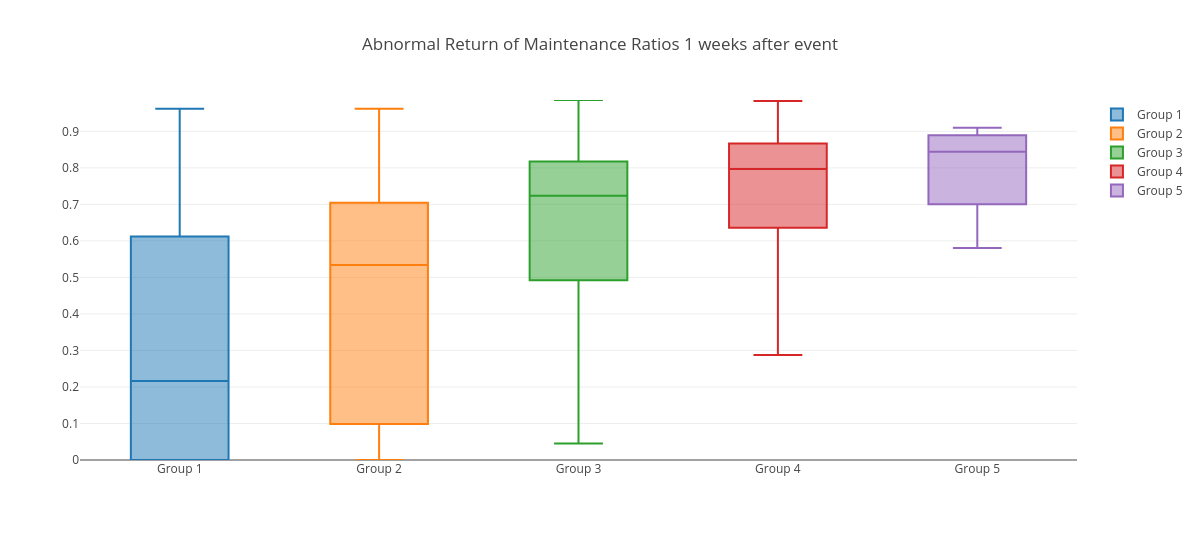 Abnormal Return of Maintenance Ratios 1 weeks after event
0.9
0.8
0.7
0.6
0.5
0.4
0.3
0.2
0.1
0
Group 1
Group 2
Group 3
Group 4
Group 5
Group 1
Group 2
Group 3
Group 4
Group 5